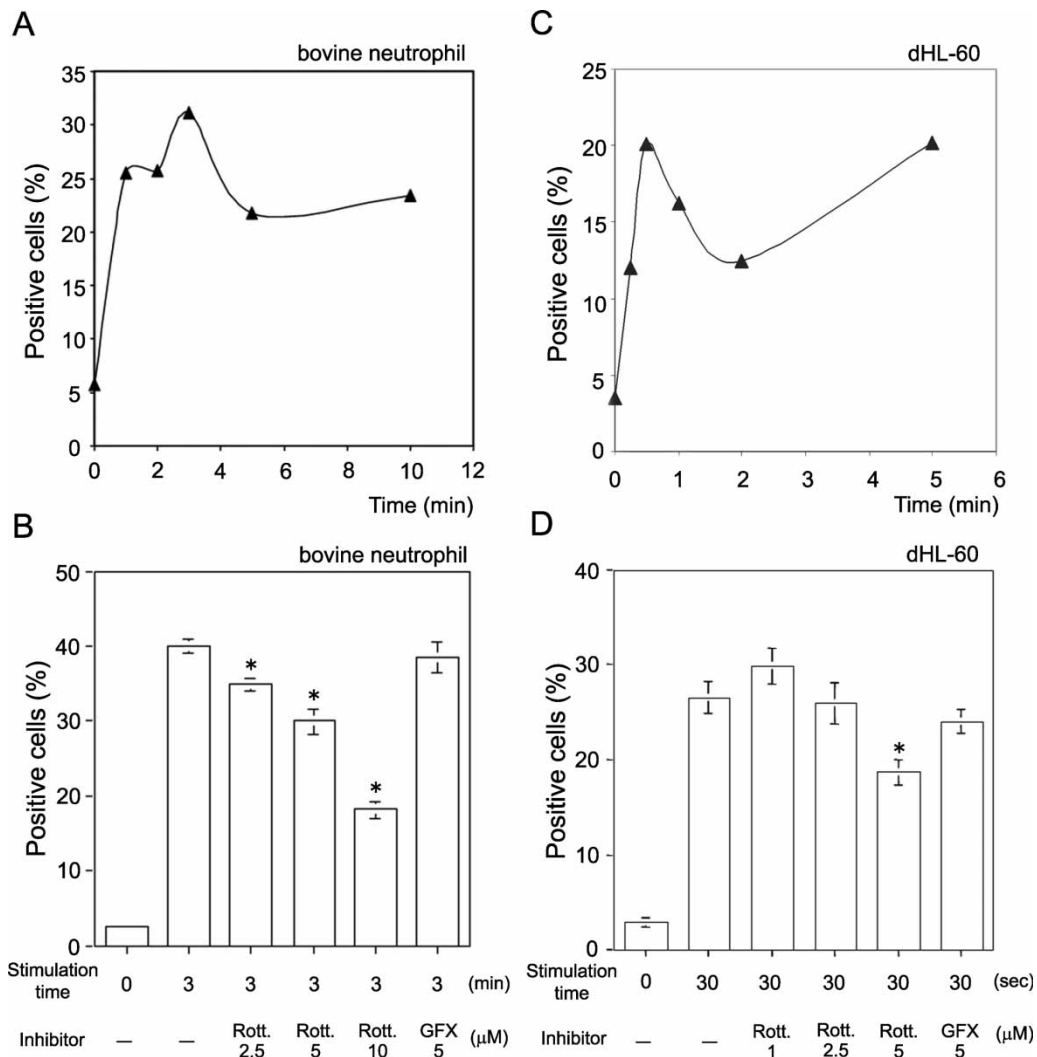 A
bovine neutrophil
35
30
25
20
15
10
5
0
Positive cells (%)
0 2 4 6 8 10 12
Time (min)
C
dHL-60
25
20
15
10
5
0
Positive cells (%)
0 1 2 3 4 5 6
Time (min)
B
bovine neutrophil
50
40
30
20
10
0
Positive cells (%)
* * *
Stimulation time 0 3 3 3 3 3 (min)
Inhibitor – – Rott. 2.5 Rott. 5 Rott. 10 GFX 5 (μM)
D
dHL-60
40
30
20
10
0
Positive cells (%)
*
Stimulation time 0 30 30 30 30 30 (sec)
Inhibitor – – Rott. 1 Rott. 2.5 Rott. 5 GFX 5 (μM)